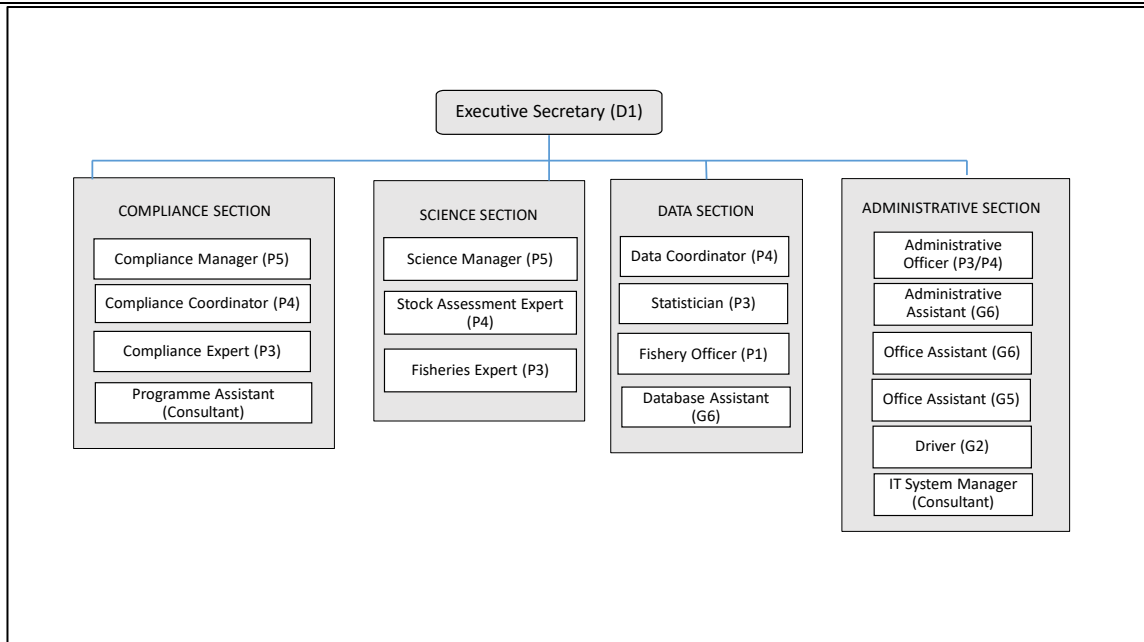 Executive Secretary (D1)
COMPLIANCE SECTION
Compliance Manager (P5)
Compliance Coordinator (P4)
Compliance Expert (P3)
Programme Assistant
(Consultant)
SCIENCE SECTION
Science Manager (P5)
Stock Assessment Expert
(P4)
Fisheries Expert (P3)
DATA SECTION
Data Coordinator (P4)
Statistician (P3)
Fishery Officer (P1)
Database Assistant
(G6)
ADMINISTRATIVE SECTION
Administrative
Officer (P3/P4)
Administrative
Assistant (G6)
Office Assistant (G6)
Office Assistant (G5)
Driver (G2)
IT System Manager
(Consultant)